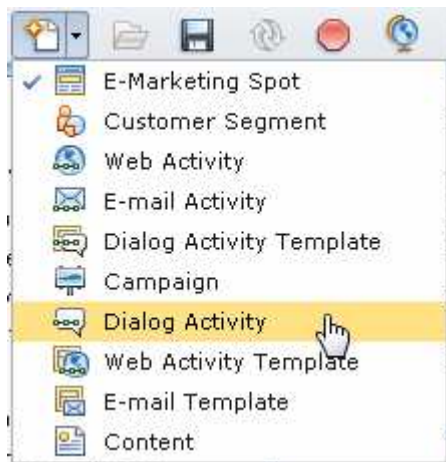 E-Marketing Spot
Customer Segment
Web Activity
E-mail Activity
Dialog Activity Template
Campaign
Dialog Activity
Web Activity Template
E-mail Template
Content